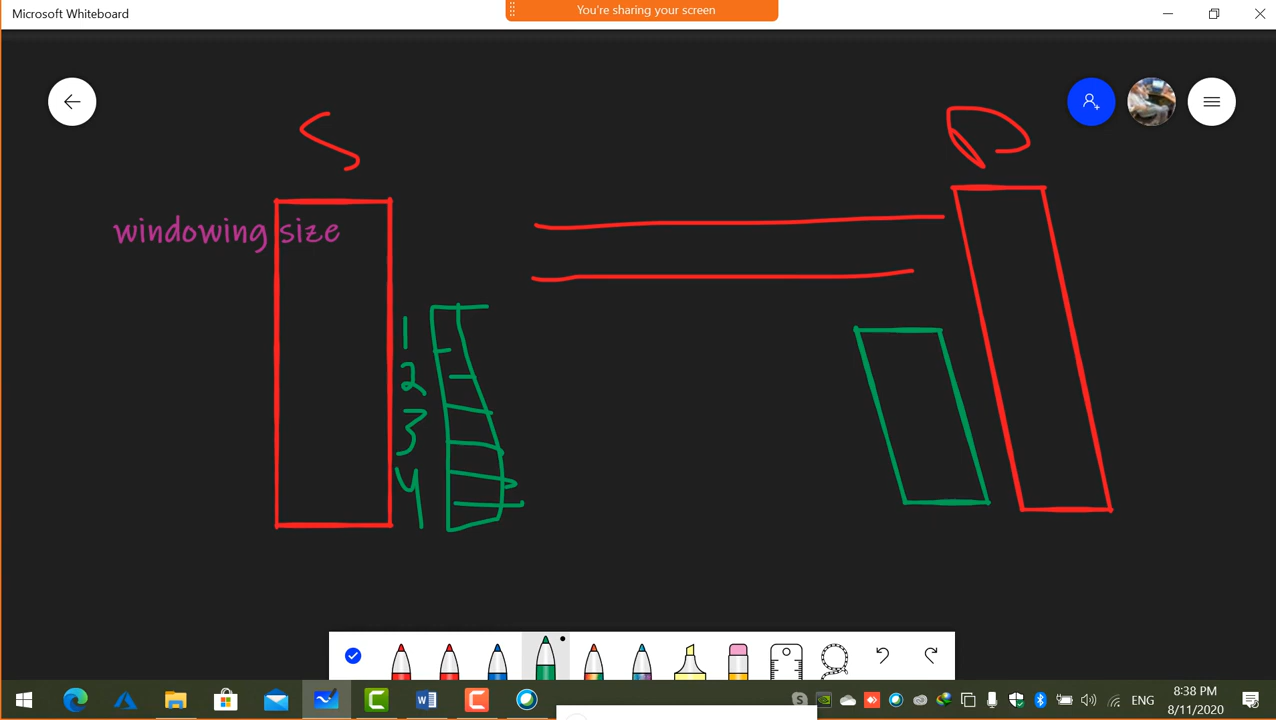 Microsoft Whiteboard
You're sharing your screen
S
D
windowing size
1
2
3
4
ENG
8:38 PM
8/11/2020